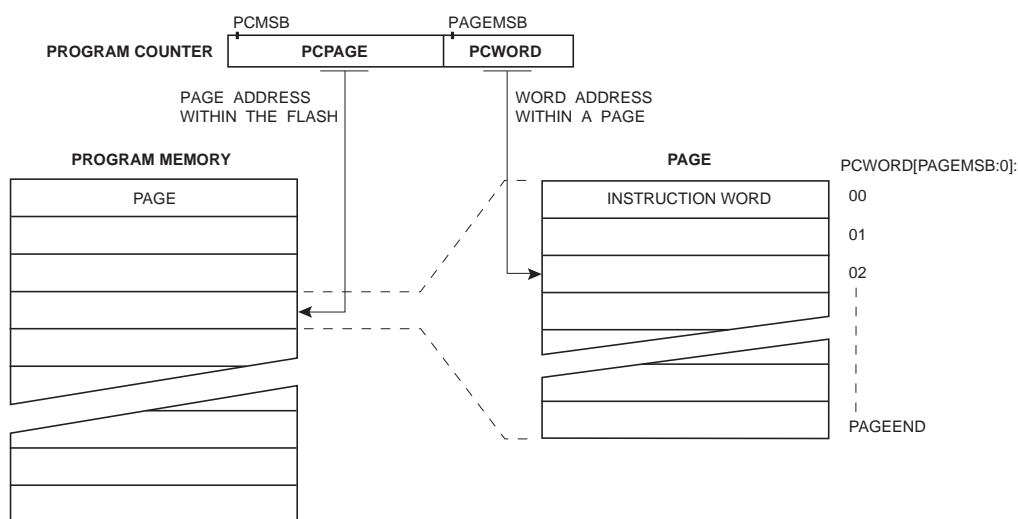 PCMSB
PAGEMSB
PROGRAM COUNTER
PCPAGE
PCWORD
PAGE ADDRESS
WITHIN THE FLASH
WORD ADDRESS
WITHIN A PAGE
PROGRAM MEMORY
PAGE
PAGE
INSTRUCTION WORD
PCWORD[PAGEMSB:0]:
00
01
02
PAGEEND